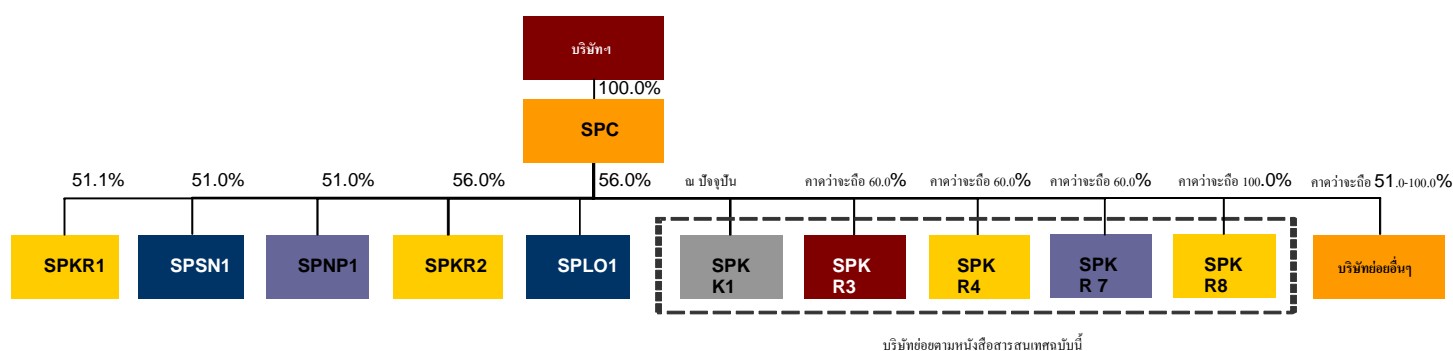 บริษัทฯ
100.0%
SPC
51.1%
51.0%
51.0%
56.0%
56.0%
ณ ปัจจุบัน
คาดว่าจะถือ 60.0%
คาดว่าจะถือ 60.0%
คาดว่าจะถือ 60.0%
คาดว่าจะถือ 100.0%
คาดว่าจะถือ 51.0-100.0%
SPKR1
SPSN1
SPNP1
SPKR2
SPLO1
SPK
K1
SPK
R3
SPK
R4
SPK
R 7
SPK
R8
บริษัทย่อยอื่นๆ
บริษัทย่อยตามหนังสือสารสนเทศฉบับนี้